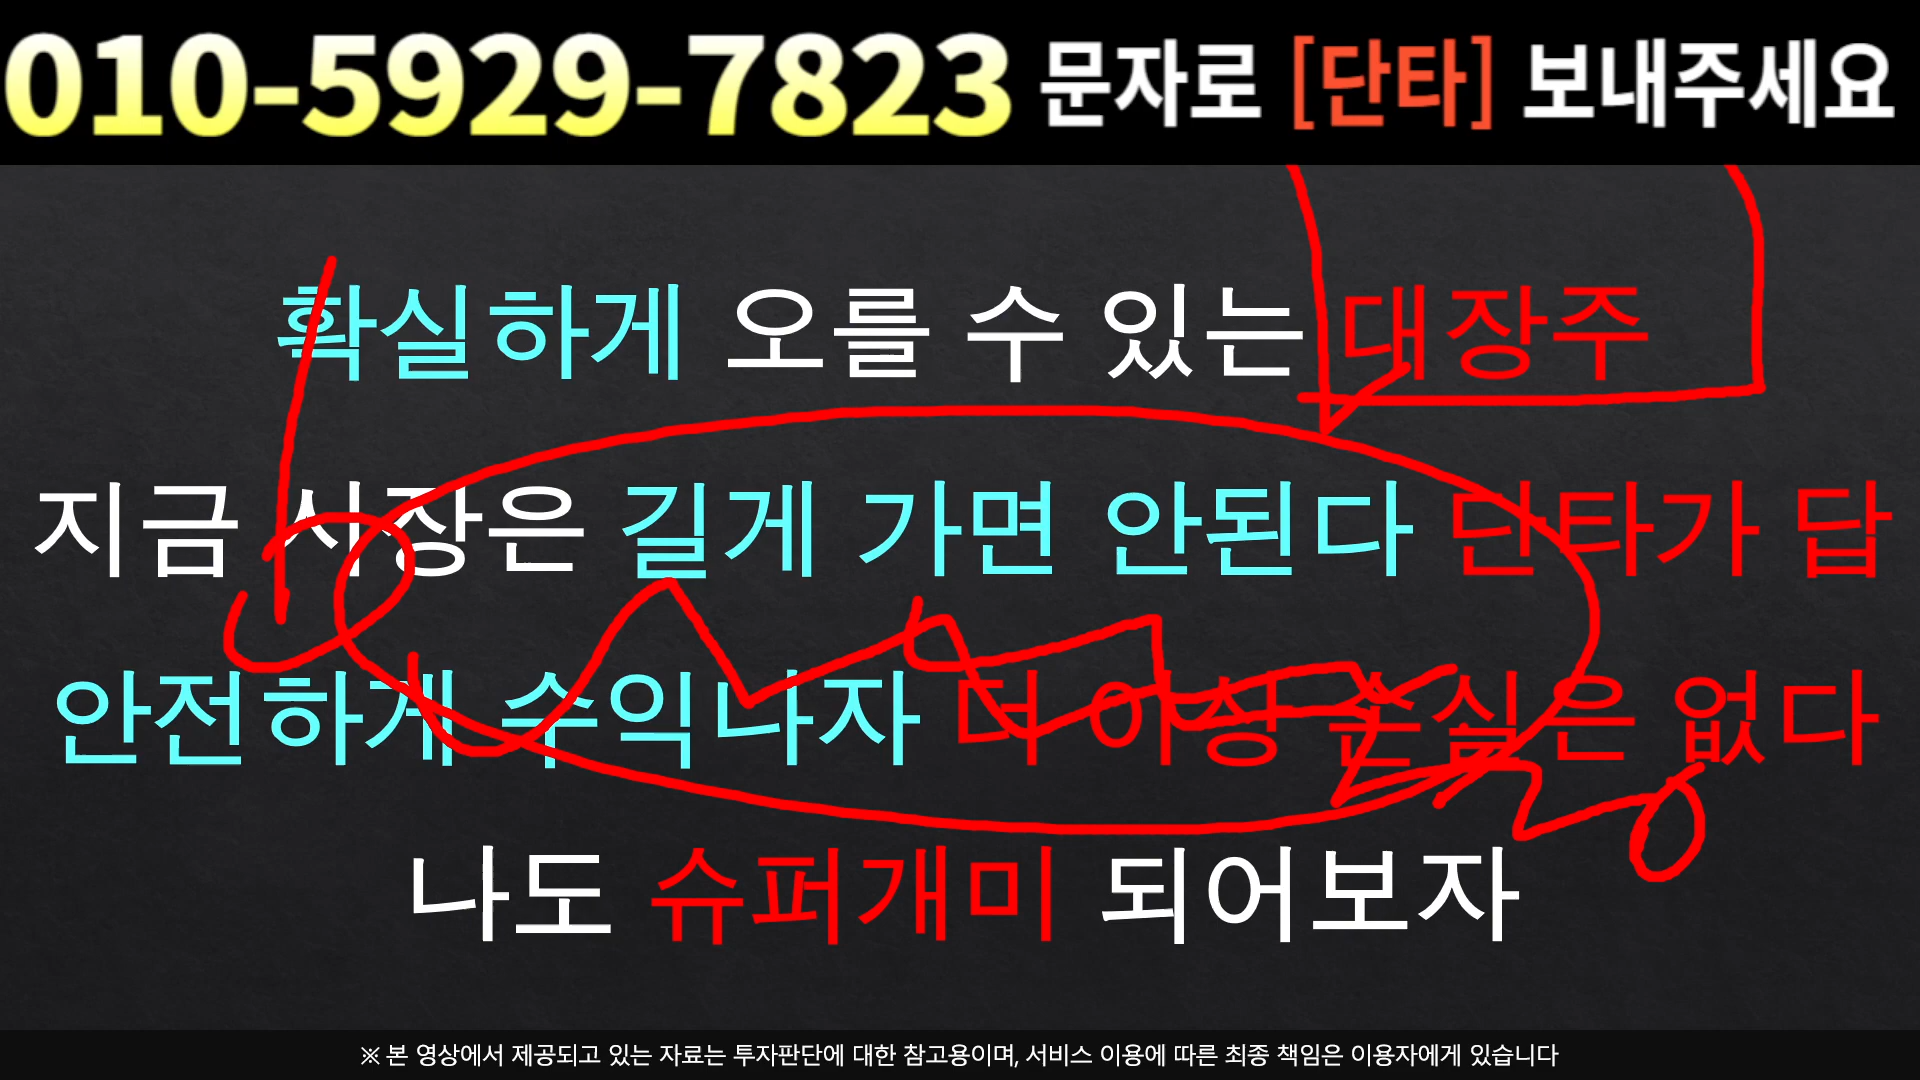 010-5929-7823 문자로 [단타] 보내주세요
확실하게 오를 수 있는 대장주
지금 시장은 길게 가면 안된다 단타가 답
안전하게 수익나자 더 이상 손실은 없다
나도 슈퍼개미 되어보자
※ 본 영상에서 제공되고 있는 자료는 투자판단에 대한 참고용이며, 서비스 이용에 따른 최종 책임은 이용자에게 있습니다